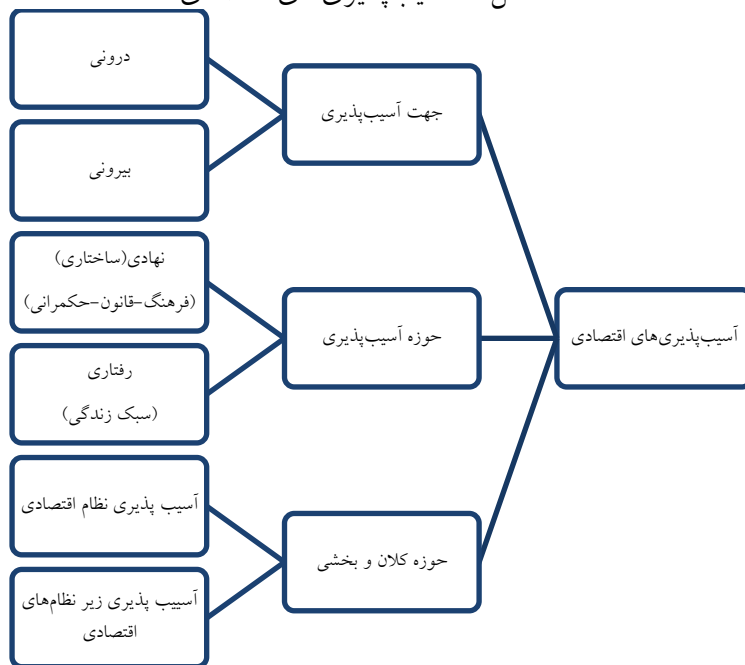 آسیب‌پذیری‌های اقتصادی
جهت آسیب‌پذیری
درونی
بیرونی
حوزه آسیب‌پذیری
نهادی(ساختاری)
(فرهنگ-قانون-حکمرانی)
رفتاری
(سبک زندگی)
حوزه کلان و بخشی
آسیب پذیری نظام اقتصادی
آسییب پذیری زیر نظام‌های
اقتصادی